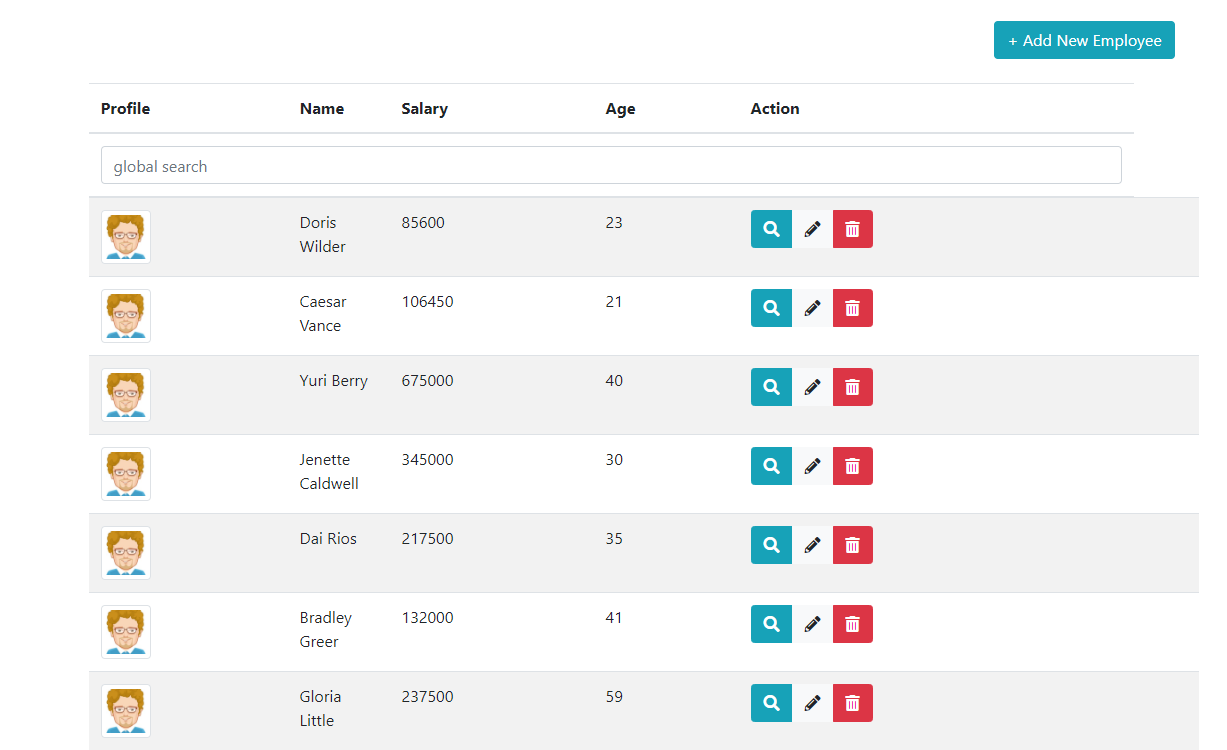 + Add New Employee
Profile Name Salary Age Action
global search
Doris 85600 23
Wilder
Caesar 106450 21
Vance
Yuri Berry 675000 40
Jenette 345000 30
Caldwell
Dai Rios 217500 35
Bradley 132000 41
Greer
Gloria 237500 59
Little